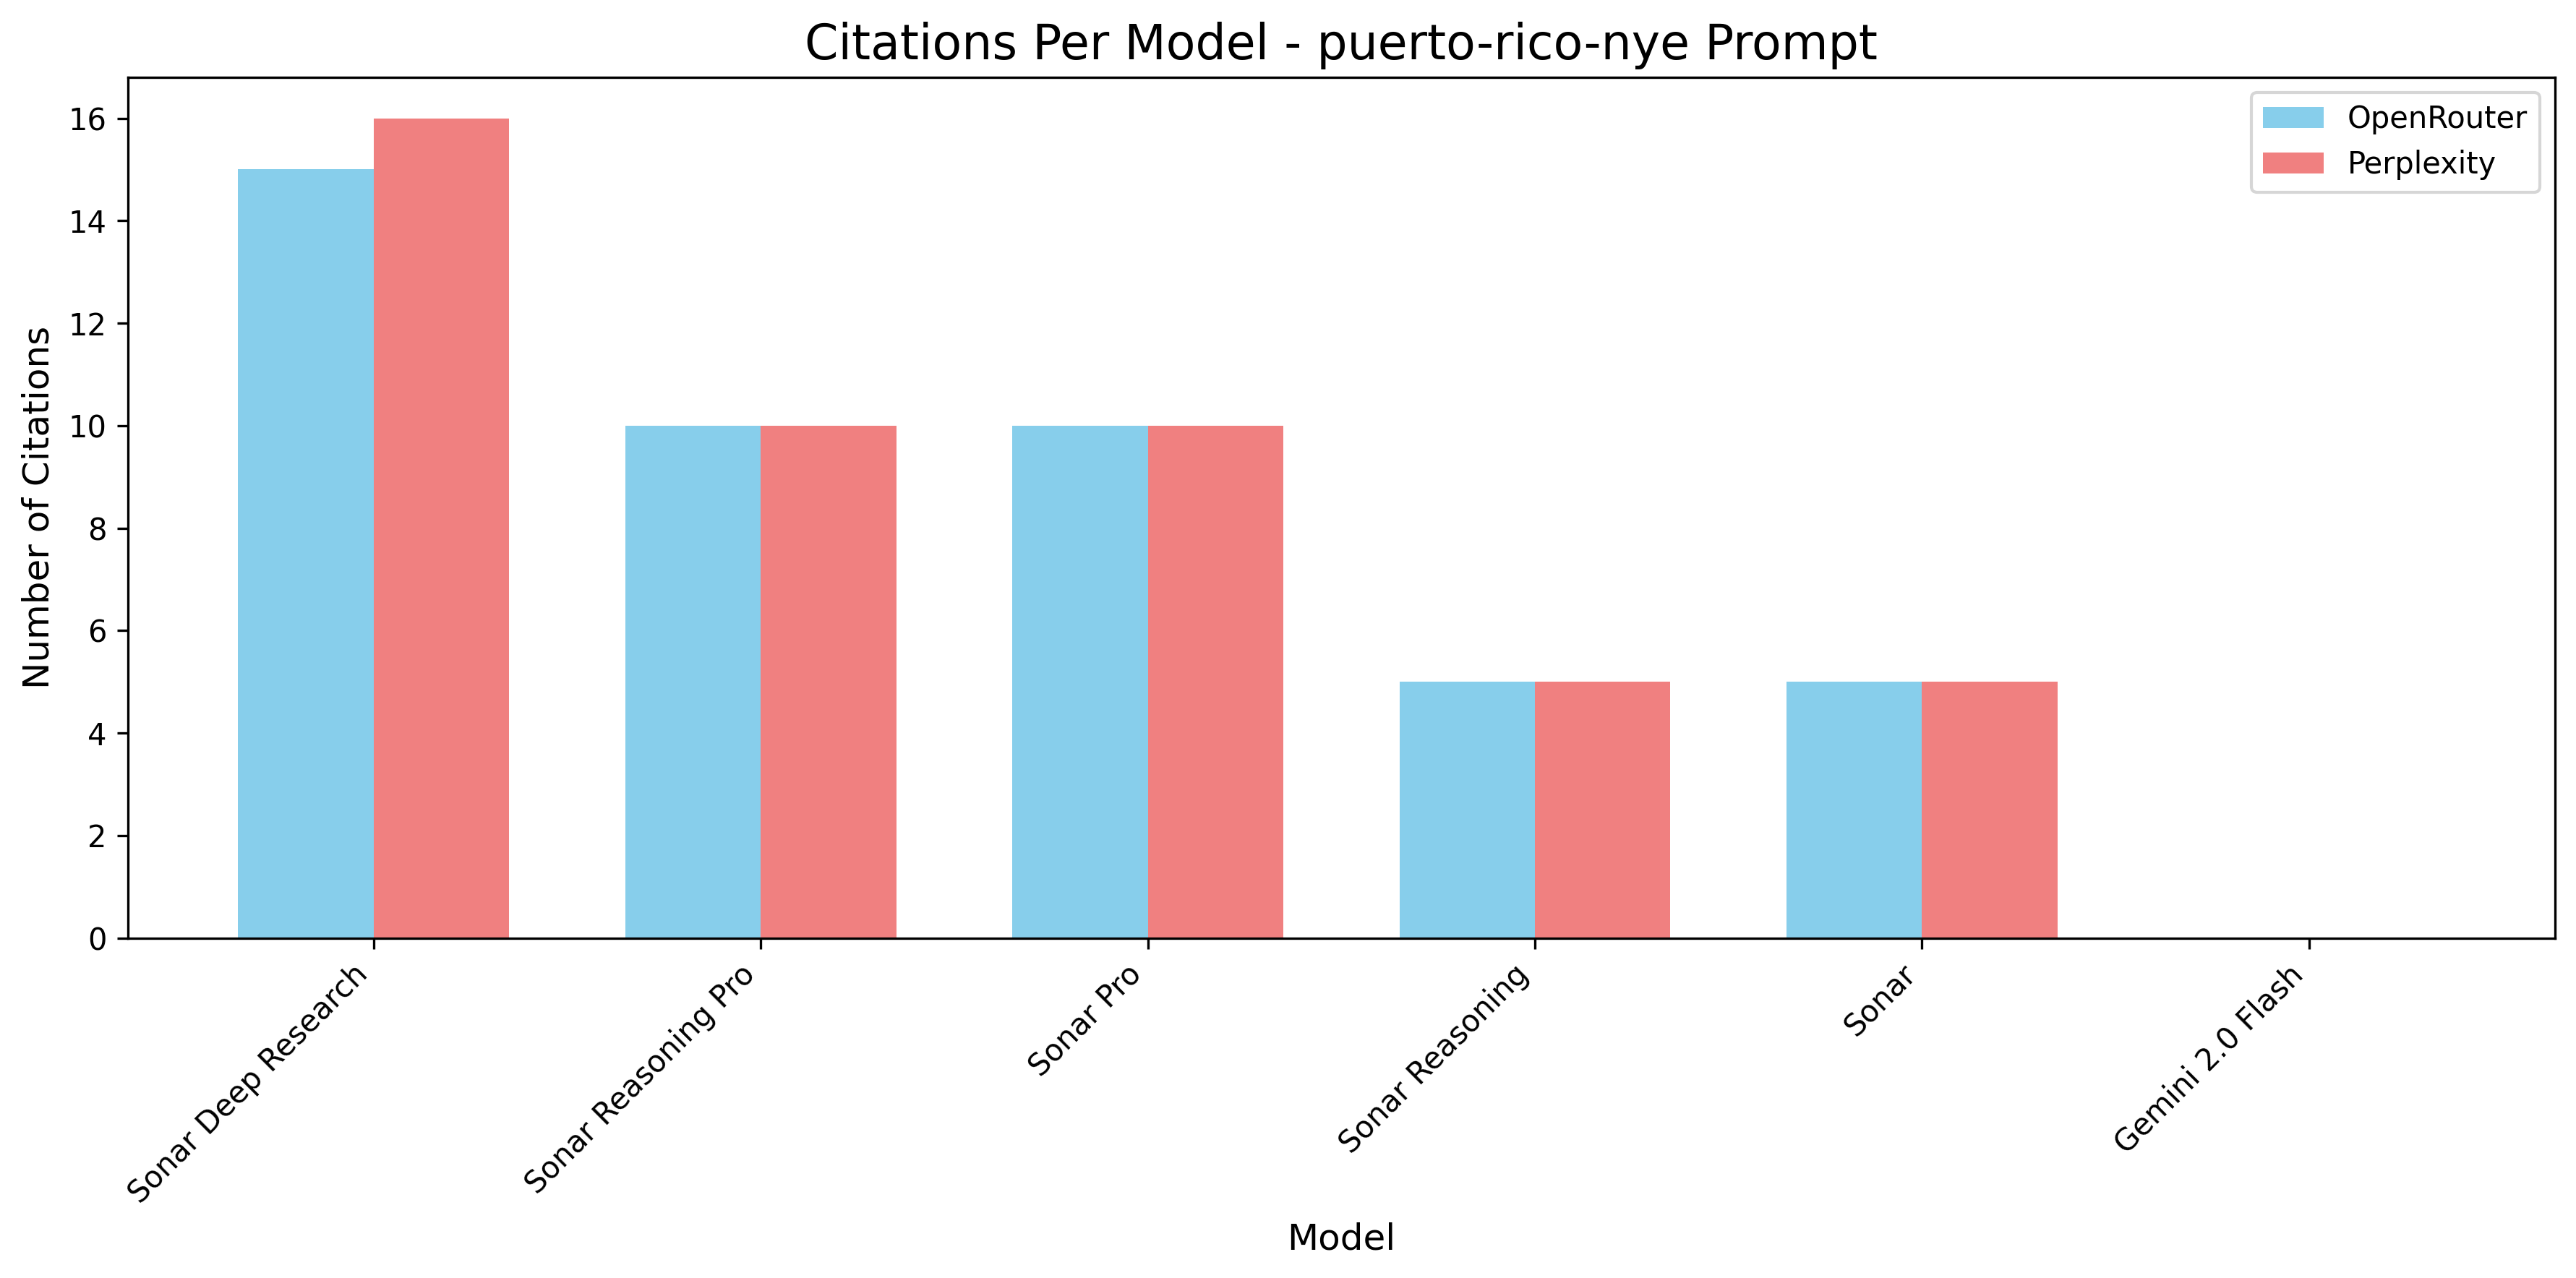 Citations Per Model - puerto-rico-nye Prompt
OpenRouter
Perplexity
Number of Citations
16
14
12
10
8
6
4
2
0
Sonar Deep Research
Sonar Reasoning Pro
Sonar Pro
Sonar Reasoning
Sonar
Gemini 2.0 Flash
Model